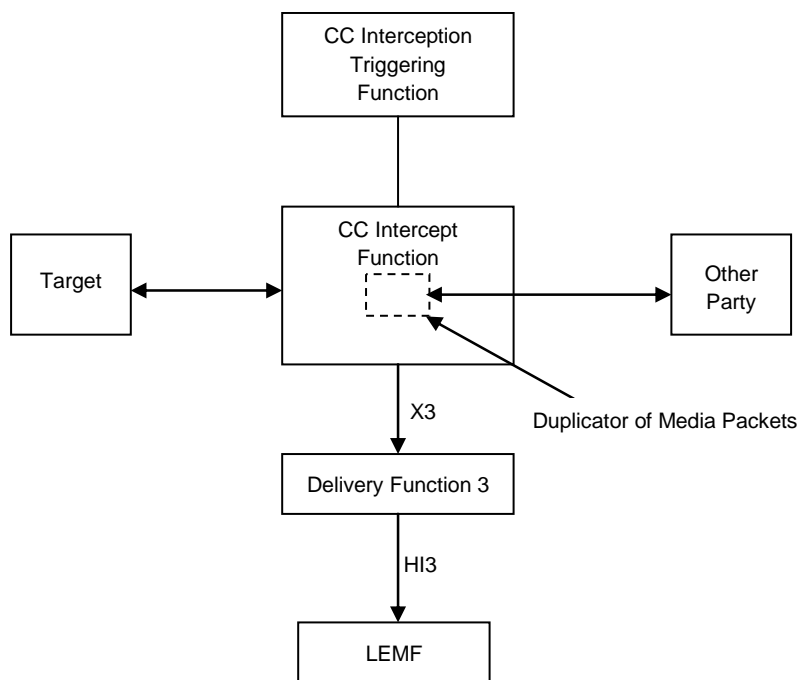 CC Interception
Triggering
Function
CC Intercept
Function
Target
Other
Party
X3
Duplicator of Media Packets
Delivery Function 3
HI3
LEMF